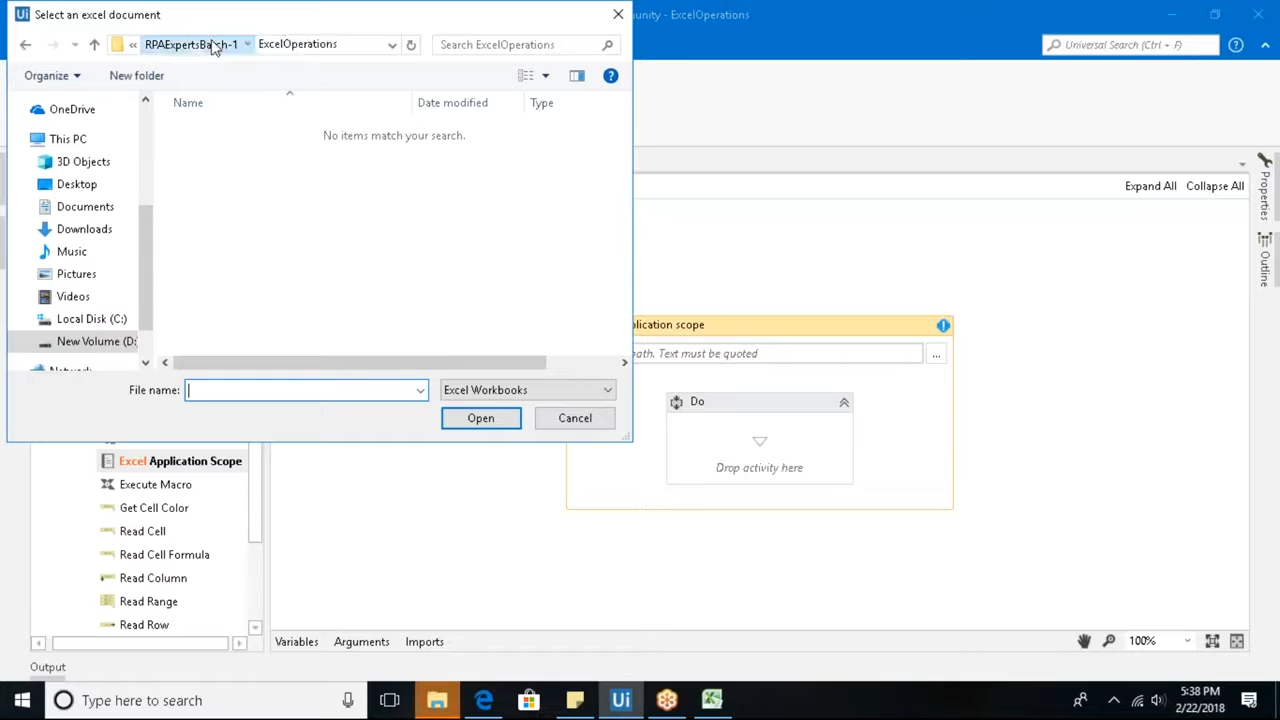 Ui Select an excel document
unity - ExcelOperations
« RPAExpertsBatch-1 ExcelOperations
Search ExcelOperations
Universal Search (Ctrl + F)
Organize New folder
Name Date modified Type
No items match your search.
OneDrive
This PC
3D Objects
Desktop
Documents
Downloads
Music
Pictures
Videos
Local Disk (C:)
New Volume (D:
Network
File name: Excel Workbooks
Open Cancel
Expand All Collapse All
Properties
Outline
plication scope
path. Text must be quoted ...
Do
Drop activity here
Excel Application Scope
Execute Macro
Get Cell Color
Read Cell
Read Cell Formula
Read Column
Read Range
Read Row
Variables Arguments Imports 100%
Output
Type here to search
Ui
5:38 PM
2/22/2018